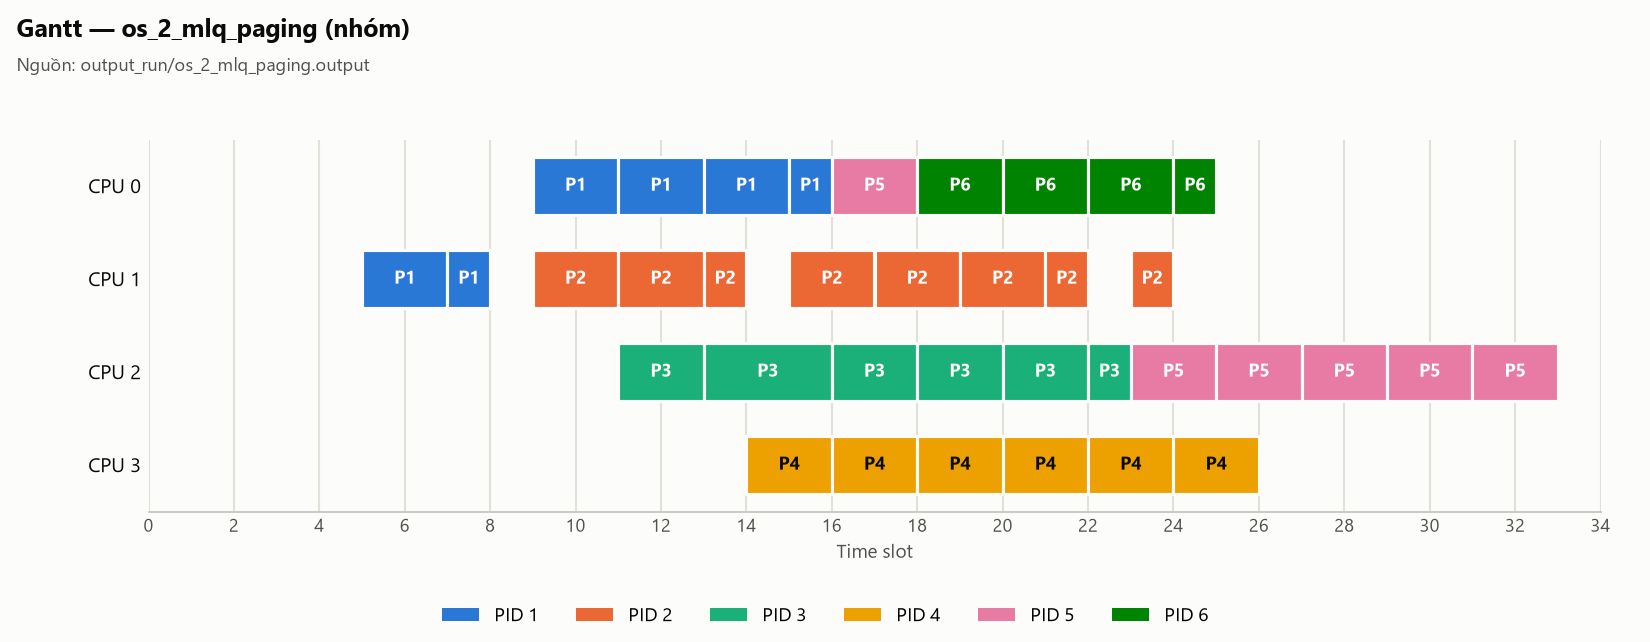 Gantt — os_2_mlq_paging (nhóm)
Nguồn: output_run/os_2_mlq_paging.output
CPU 0 P1 P1 P1 P1 P5 P6 P6 P6 P6
CPU 1 P1 P1 P2 P2 P2 P2 P2 P2 P2 P2
CPU 2 P3 P3 P3 P3 P3 P3 P5 P5 P5 P5 P5
CPU 3 P4 P4 P4 P4 P4 P4
0 2 4 6 8 10 12 14 16 18 20 22 24 26 28 30 32 34
Time slot
PID 1 PID 2 PID 3 PID 4 PID 5 PID 6